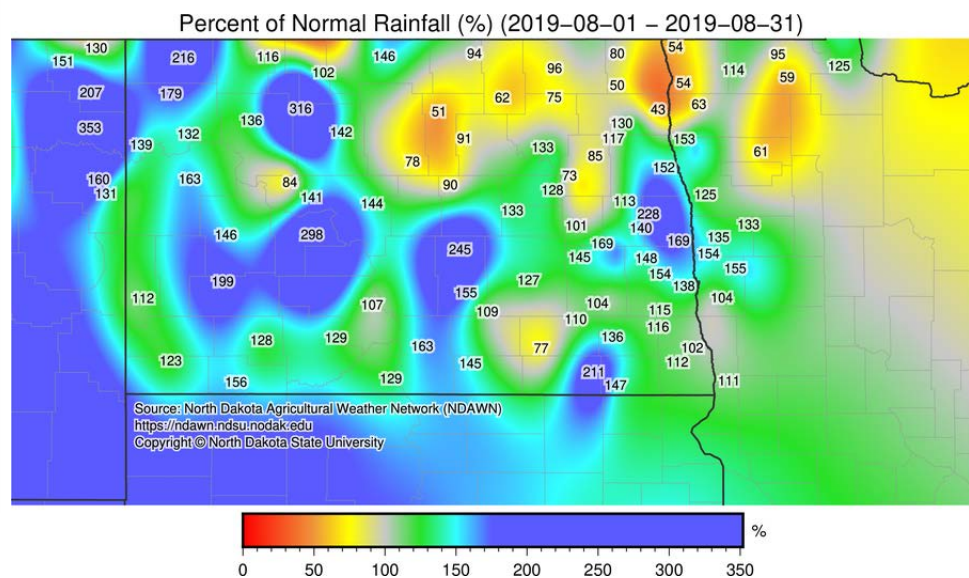 Percent of Normal Rainfall (%) (2019−08−01 − 2019−08−31)
130 54
151 216 116 146 94 80 95
102 96 114 125
207 179 62 75 50 54 59
316 51 43 63
353 136 130
139 132 142 91 133 117 153 61
78 85
160 163 84 90 73 152
131 141 144 128 113 125
133 228
146 298 101 140 133
245 169 169 135
145 148 154
199 127 154 155
155 138
112 107 109 104 104
110 115
128 129 116
123 163 77 136 102
145 112
156 129 211 147 111
Source: North Dakota Agricultural Weather Network (NDAWN)
https://ndawn.ndsu.nodak.edu
Copyright © North Dakota State University
0 50 100 150 200 250 300 350 %